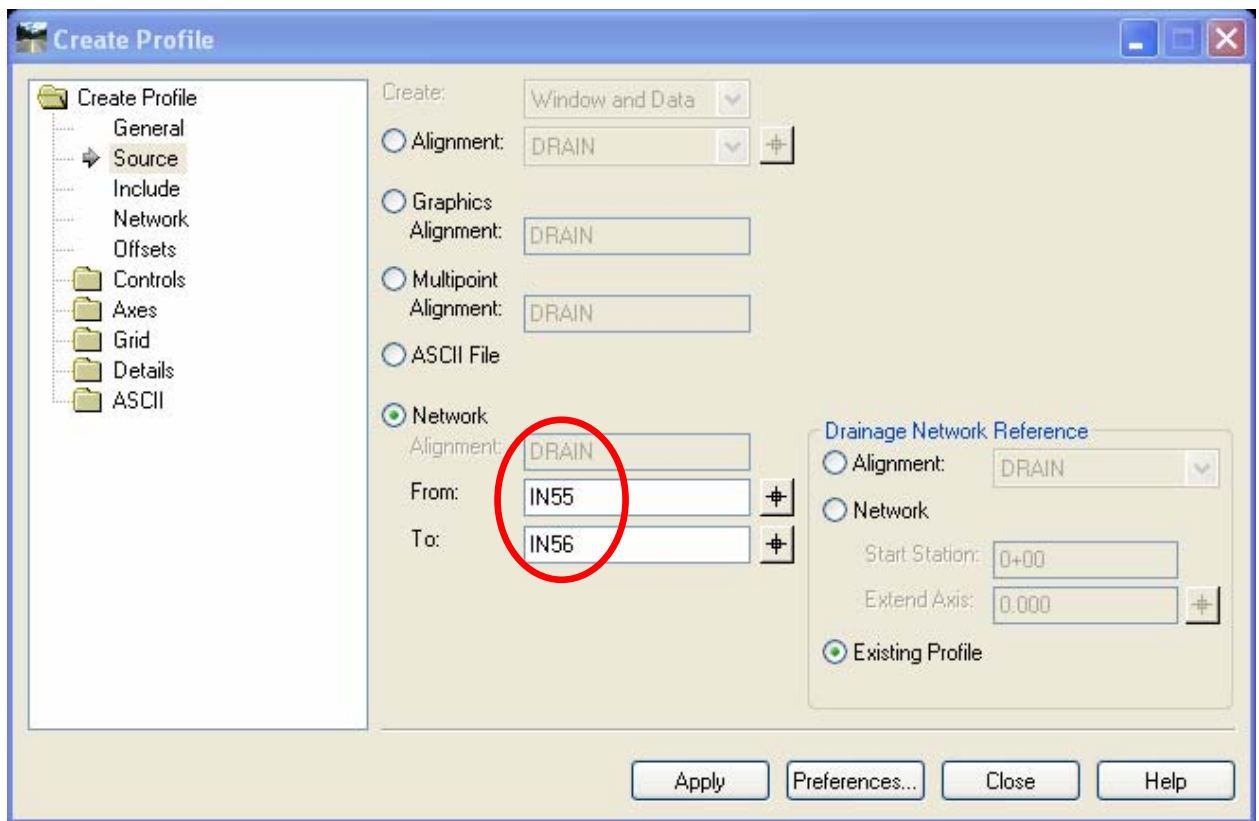 Create Profile
Create Profile
General
Source
Include
Network
Offsets
Controls
Axes
Grid
Details
ASCII
Create: Window and Data
Alignment: DRAIN
Graphics
Alignment: DRAIN
Multipoint
Alignment: DRAIN
ASCII File
Network
Alignment: DRAIN
From: IN55
To: IN56
Drainage Network Reference
Alignment: DRAIN
Network
Start Station: 0+00
Extend Axis: 0.000
Existing Profile
Apply Preferences... Close Help